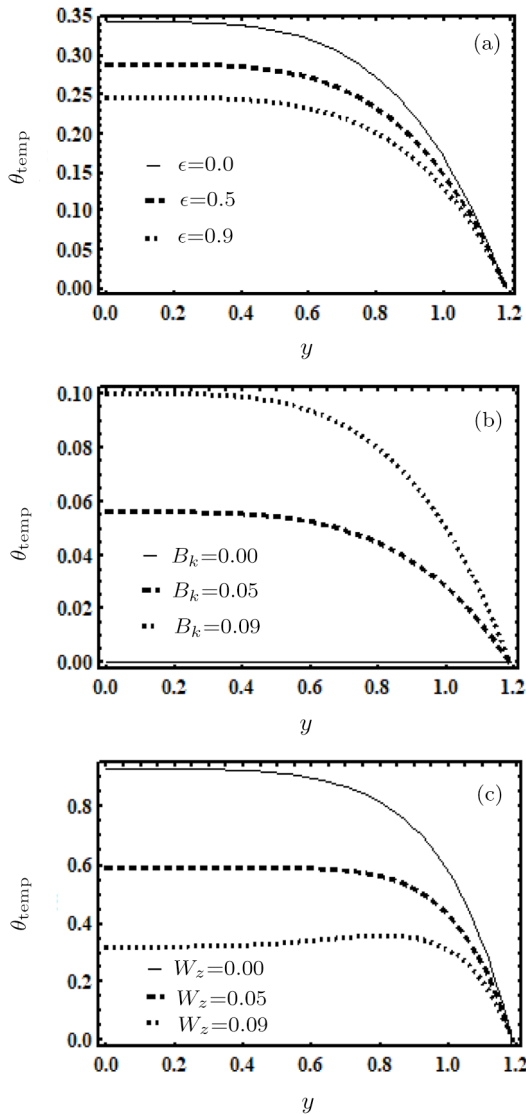 0.35
(a)
0.30
0.25
0.20
0.15
0.10
0.05
0.00
θtemp
ϵ=0.0
ϵ=0.5
ϵ=0.9
0.0 0.2 0.4 0.6 0.8 1.0 1.2
y
0.10
(b)
0.08
0.06
0.04
0.02
0.00
θtemp
Bk=0.00
Bk=0.05
Bk=0.09
0.0 0.2 0.4 0.6 0.8 1.0 1.2
y
(c)
0.8
0.6
0.4
0.2
0.0
θtemp
Wz=0.00
Wz=0.05
Wz=0.09
0.0 0.2 0.4 0.6 0.8 1.0 1.2
y